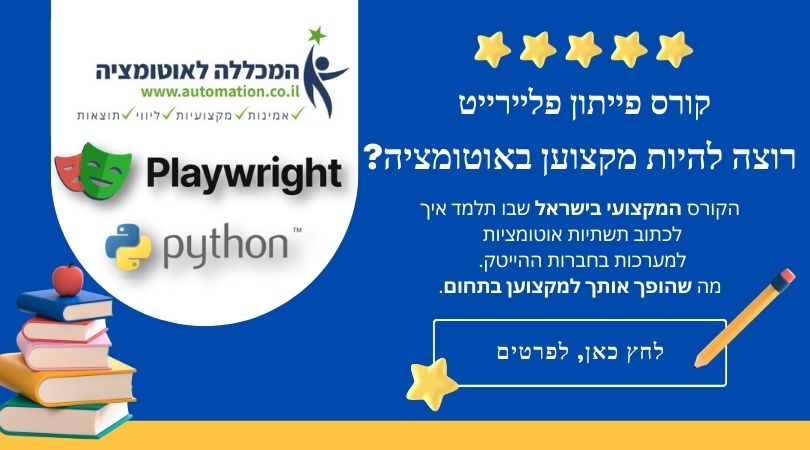 המכללה לאוטומציה
www.automation.co.il
✓אמינות✓מקצועיות✓ליווי✓תוצאות
Playwright
python™
קורס פייתון פליירייט
רוצה להיות מקצוען באוטומציה?
הקורס המקצועי בישראל שבו תלמד איך
לכתוב תשתיות אוטומציות
למערכות בחברות ההייטק.
מה שהופך אותך למקצוען בתחום.
לחץ כאן, לפרטים